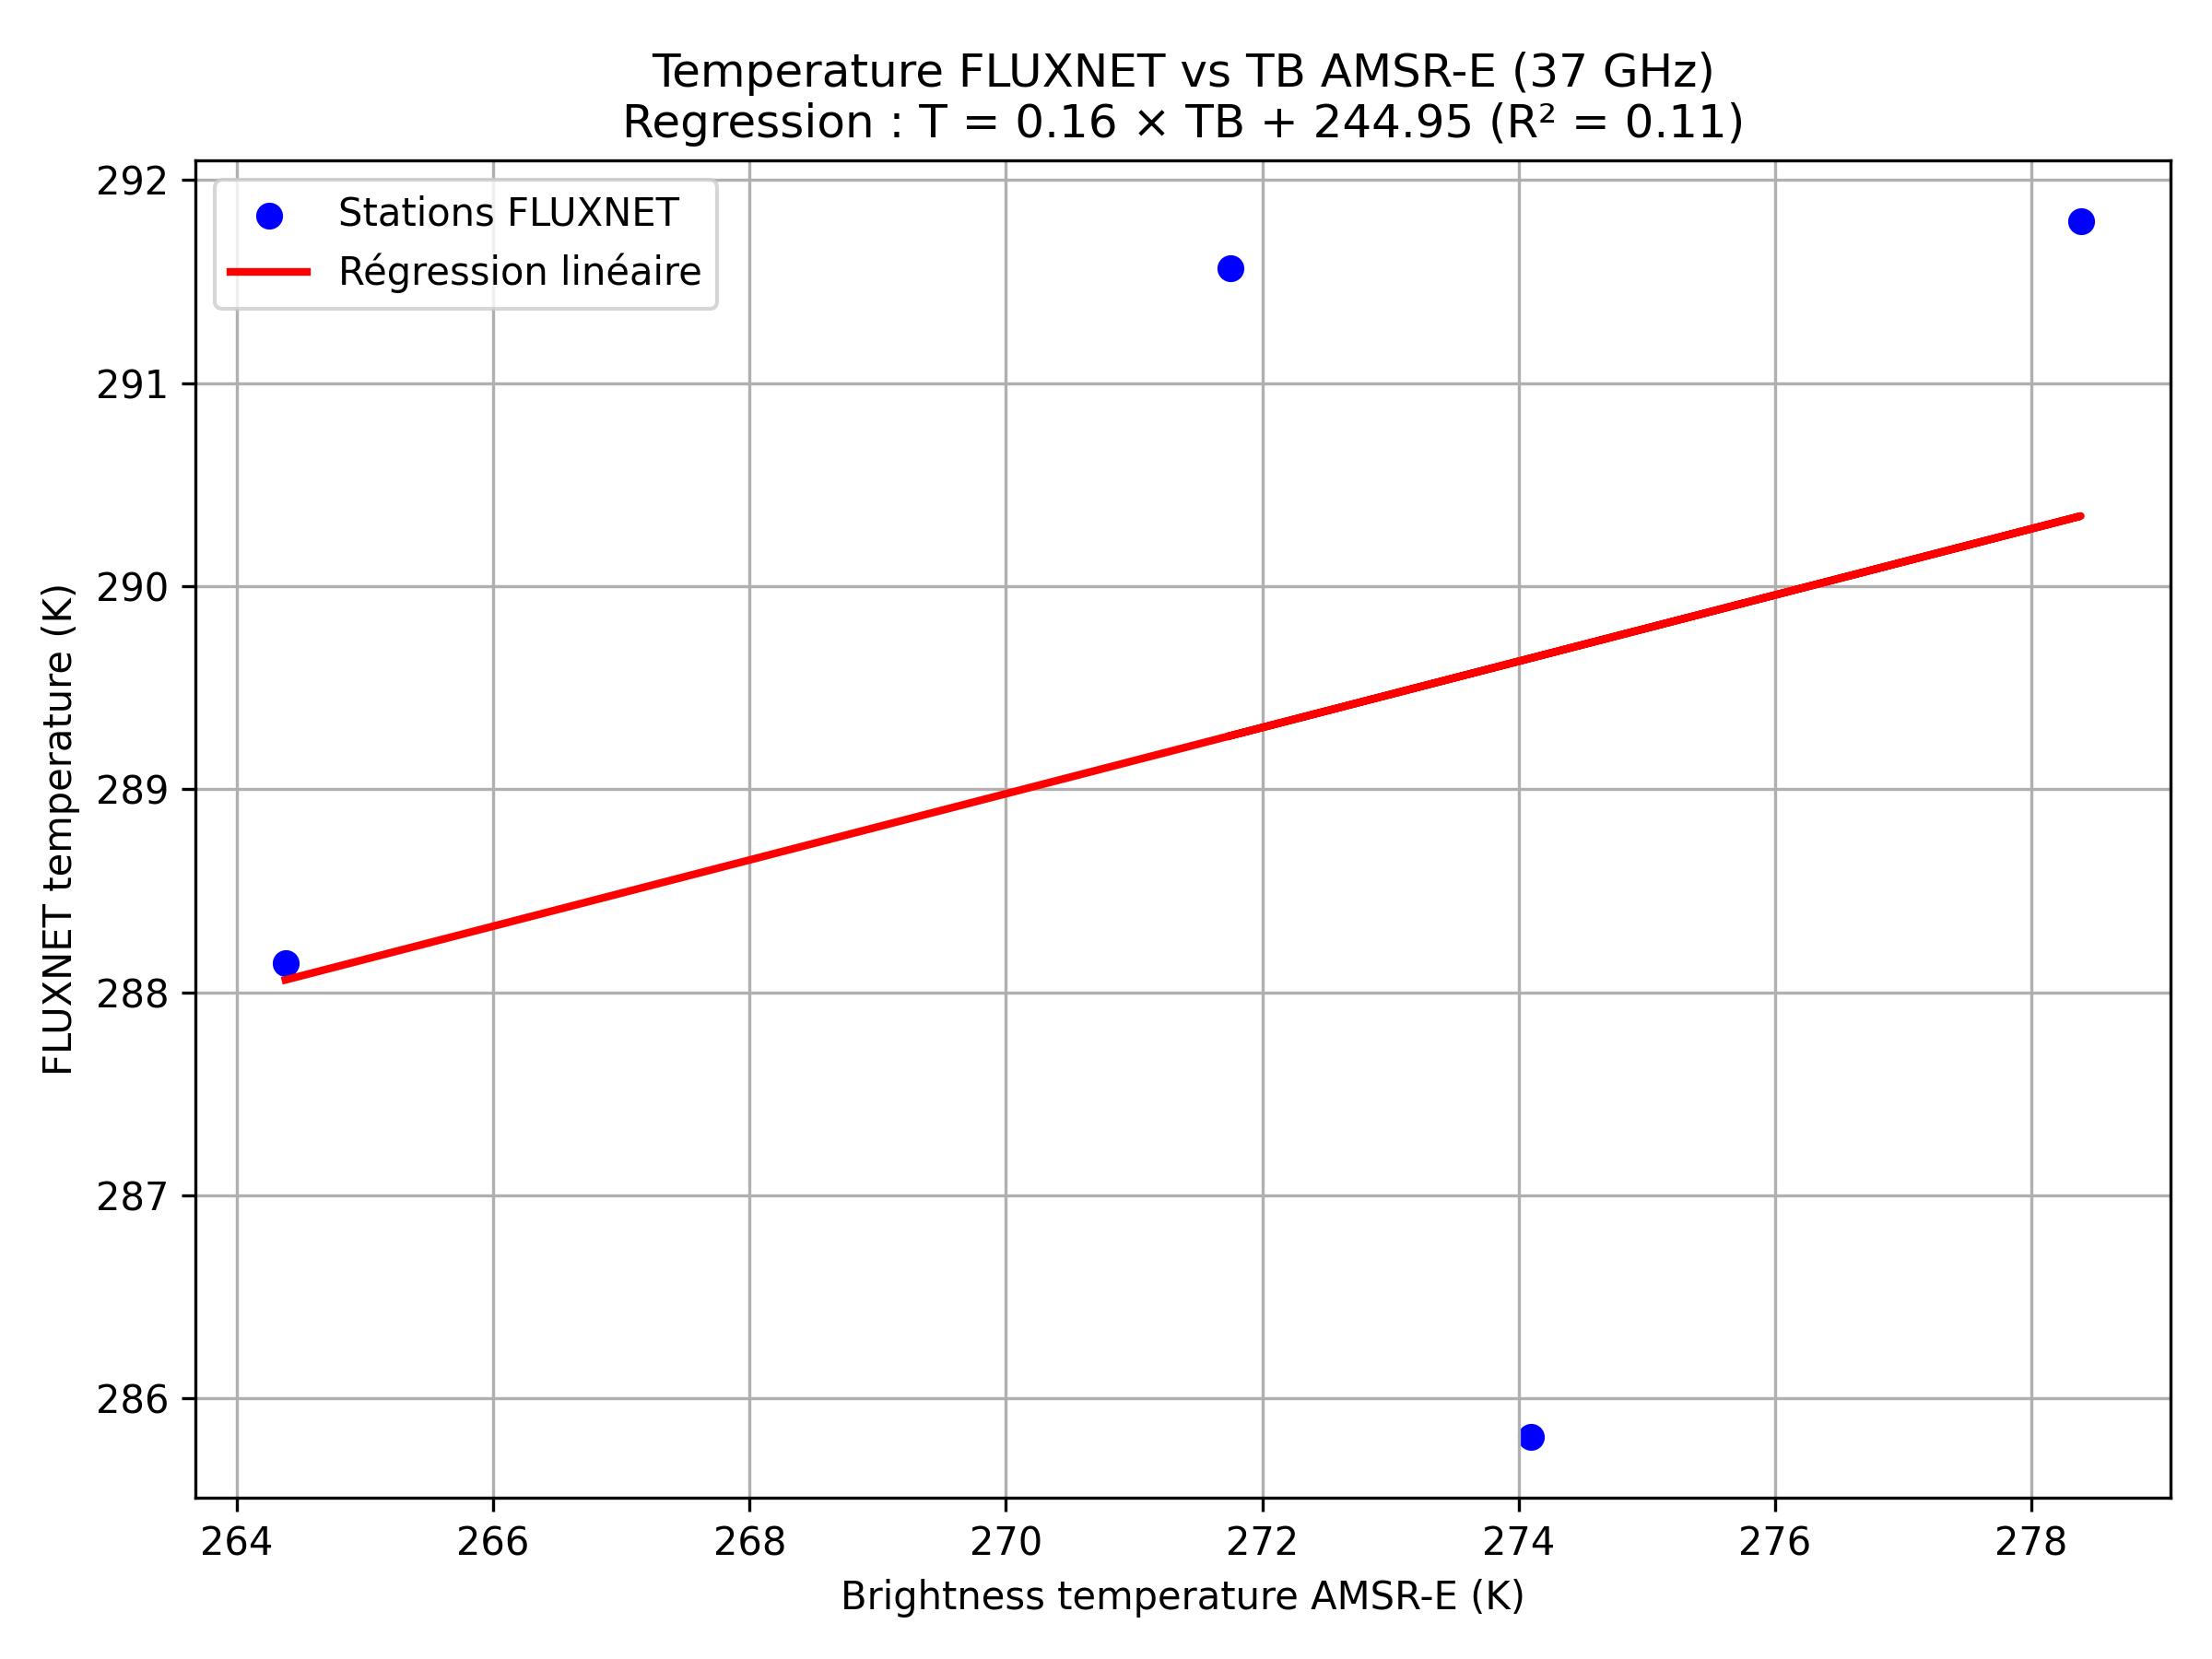 Temperature FLUXNET vs TB AMSR-E (37 GHz)
Regression : T = 0.16 × TB + 244.95 (R² = 0.11)
Stations FLUXNET
Régression linéaire
292
291
290
289
288
287
286
FLUXNET temperature (K)
264 266 268 270 272 274 276 278
Brightness temperature AMSR-E (K)